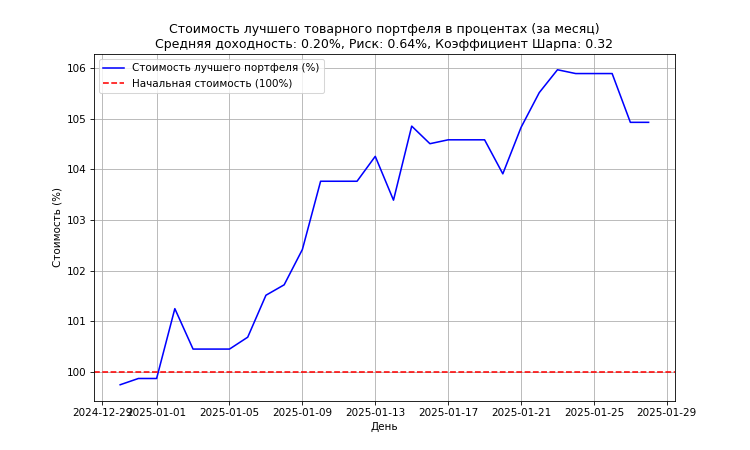 Стоимость лучшего товарного портфеля в процентах (за месяц)
Средняя доходность: 0.20%, Риск: 0.64%, Коэффициент Шарпа: 0.32
Стоимость лучшего портфеля (%)
Начальная стоимость (100%)
Стоимость (%)
106
105
104
103
102
101
100
2024-12-29
2025-01-01
2025-01-05
2025-01-09
2025-01-13
2025-01-17
2025-01-21
2025-01-25
2025-01-29
День